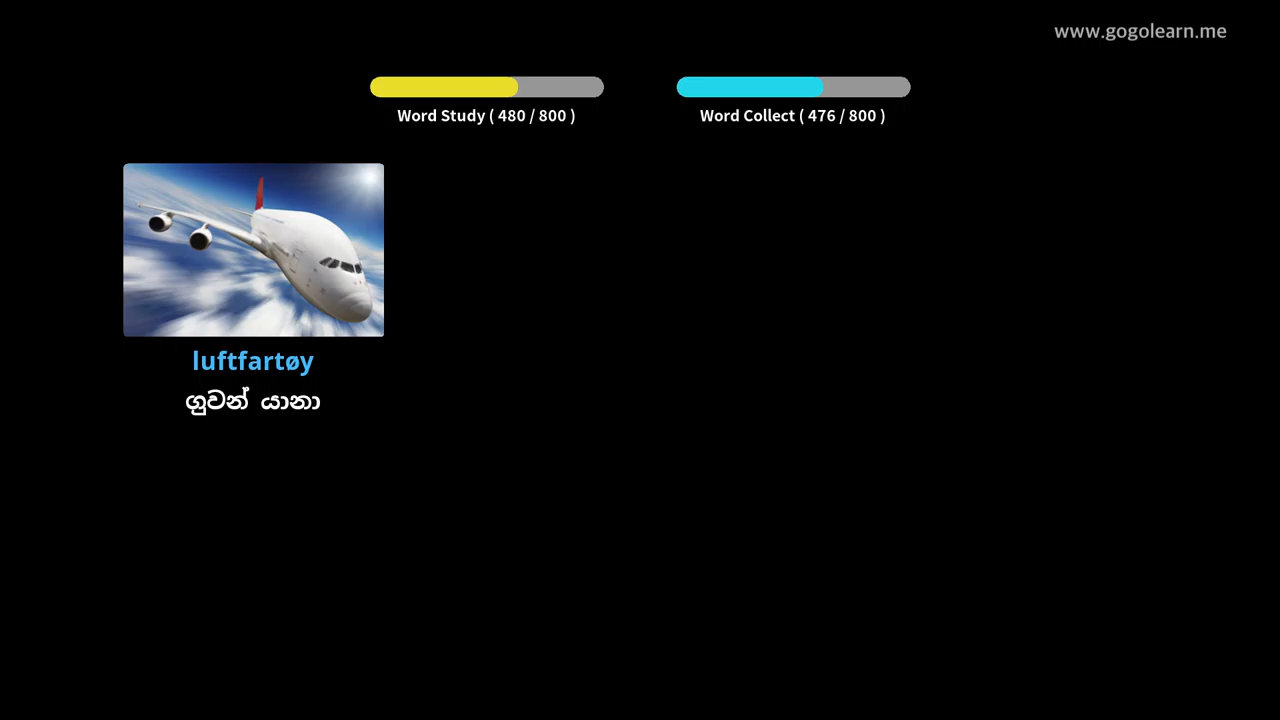 www.gogolearn.me
Word Study ( 480 / 800 )
Word Collect ( 476 / 800 )
luftfartøy
ගුවන් යානා